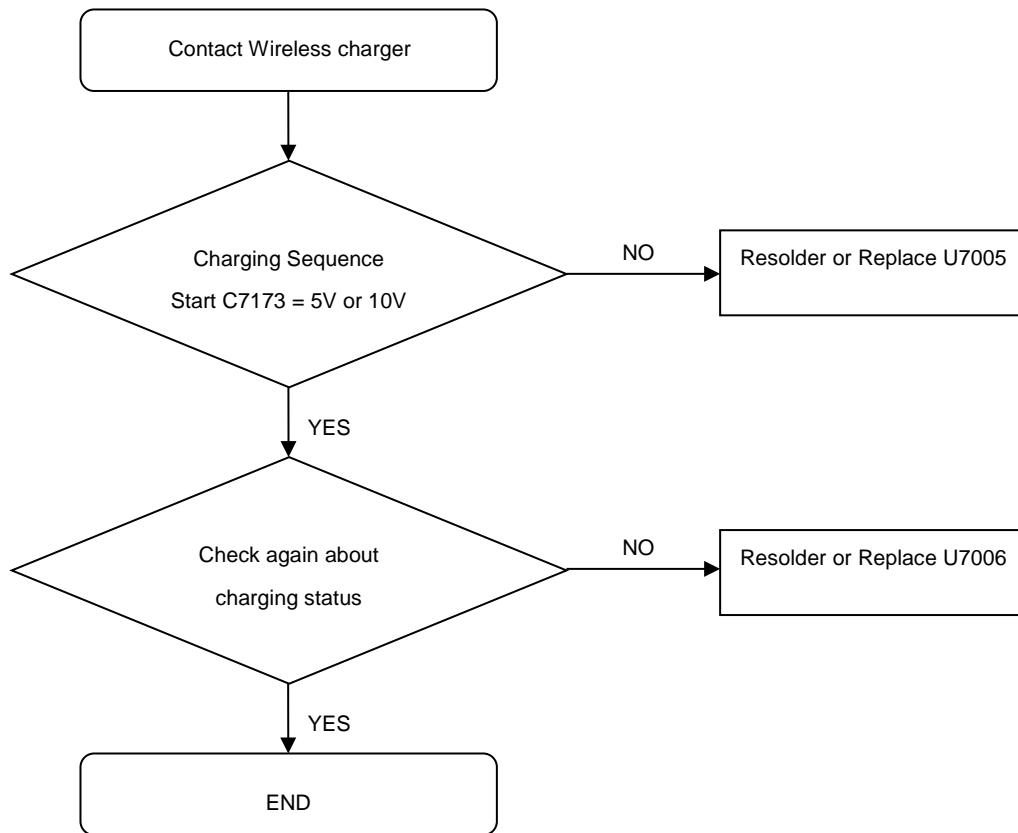 Contact Wireless charger
Charging Sequence
Start C7173 = 5V or 10V
NO
Resolder or Replace U7005
YES
Check again about
charging status
NO
Resolder or Replace U7006
YES
END